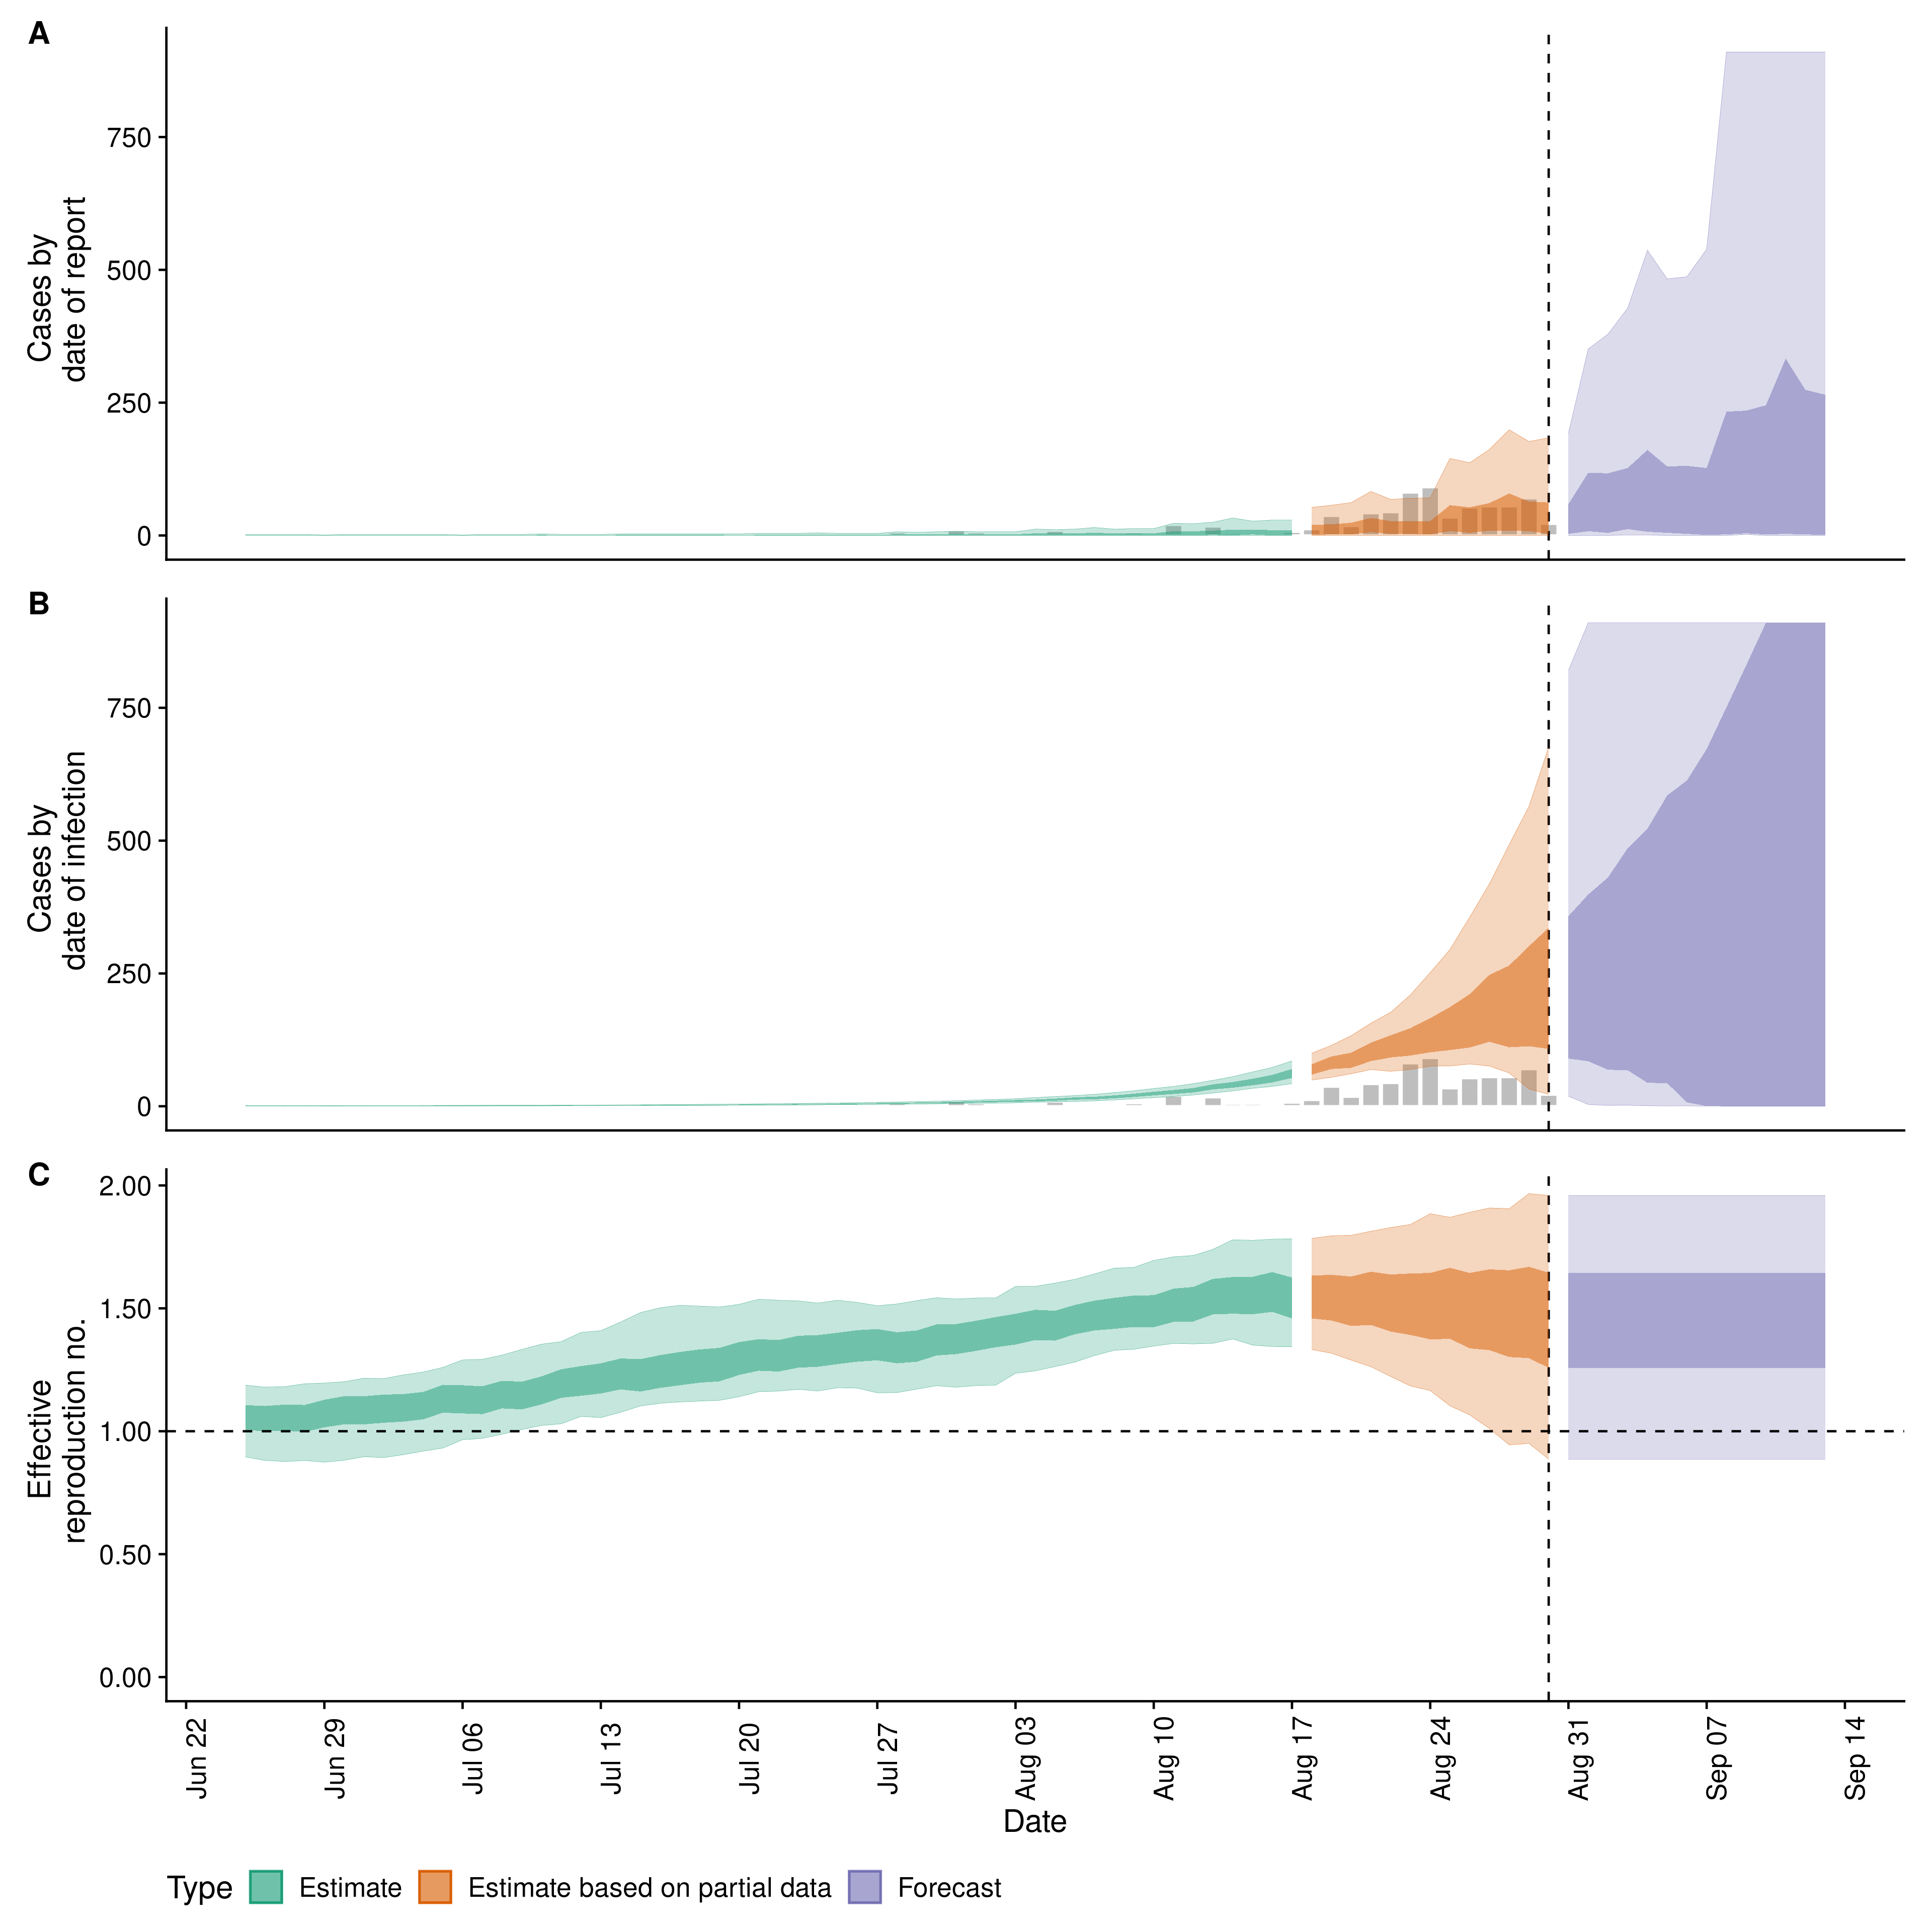 A
Cases by
date of report
750
500
250
0
B
Cases by
date of infection
750
500
250
0
C
Effective
reproduction no.
2.00
1.50
1.00
0.50
0.00
Jun 22
Jun 29
Jul 06
Jul 13
Jul 20
Jul 27
Aug 03
Aug 10
Aug 17
Aug 24
Aug 31
Sep 07
Sep 14
Date
Type Estimate Estimate based on partial data Forecast